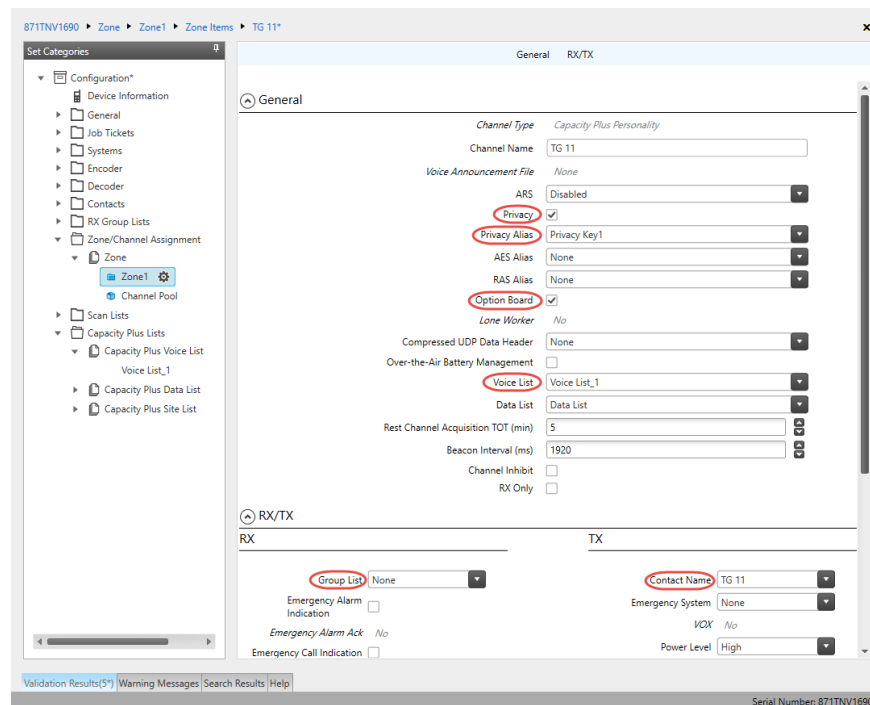 871TNV1690 Zone Zone1 Zone Items TG 11*
Set Categories
Configuration*
Device Information
General
Job Tickets
Systems
Encoder
Decoder
Contacts
RX Group Lists
Zone/Channel Assignment
Zone
Zone1
Channel Pool
Scan Lists
Capacity Plus Lists
Capacity Plus Voice List
Voice List_1
Capacity Plus Data List
Capacity Plus Site List
General RX/TX
General
Channel Type Capacity Plus Personality
Channel Name TG 11
Voice Announcement File None
ARS Disabled
Privacy
Privacy Alias Privacy Key1
AES Alias None
RAS Alias None
Option Board
Lone Worker No
Compressed UDP Data Header None
Over-the-Air Battery Management
Voice List Voice List_1
Data List Data List
Rest Channel Acquisition TOT (min) 5
Beacon Interval (ms) 1920
Channel Inhibit
RX Only
RX/TX
RX
Group List None
Emergency Alarm
Indication
Emergency Alarm Ack No
Emergency Call Indication
TX
Contact Name TG 11
Emergency System None
VOX No
Power Level High
Validation Results(5*) Warning Messages Search Results Help
Serial Number: 871TNV1690